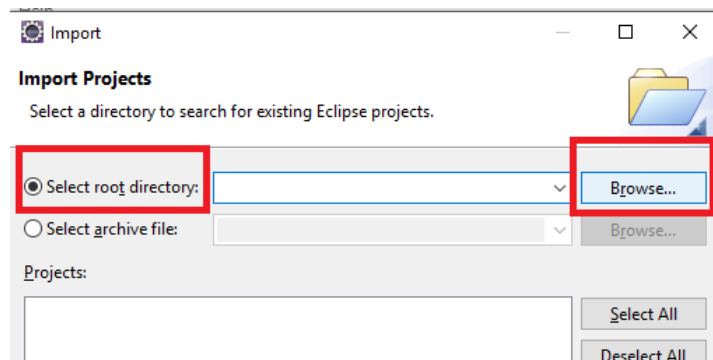 Import
Import Projects
Select a directory to search for existing Eclipse projects.
Select root directory:
Browse...
Select archive file:
Browse...
Projects:
Select All
Deselect All